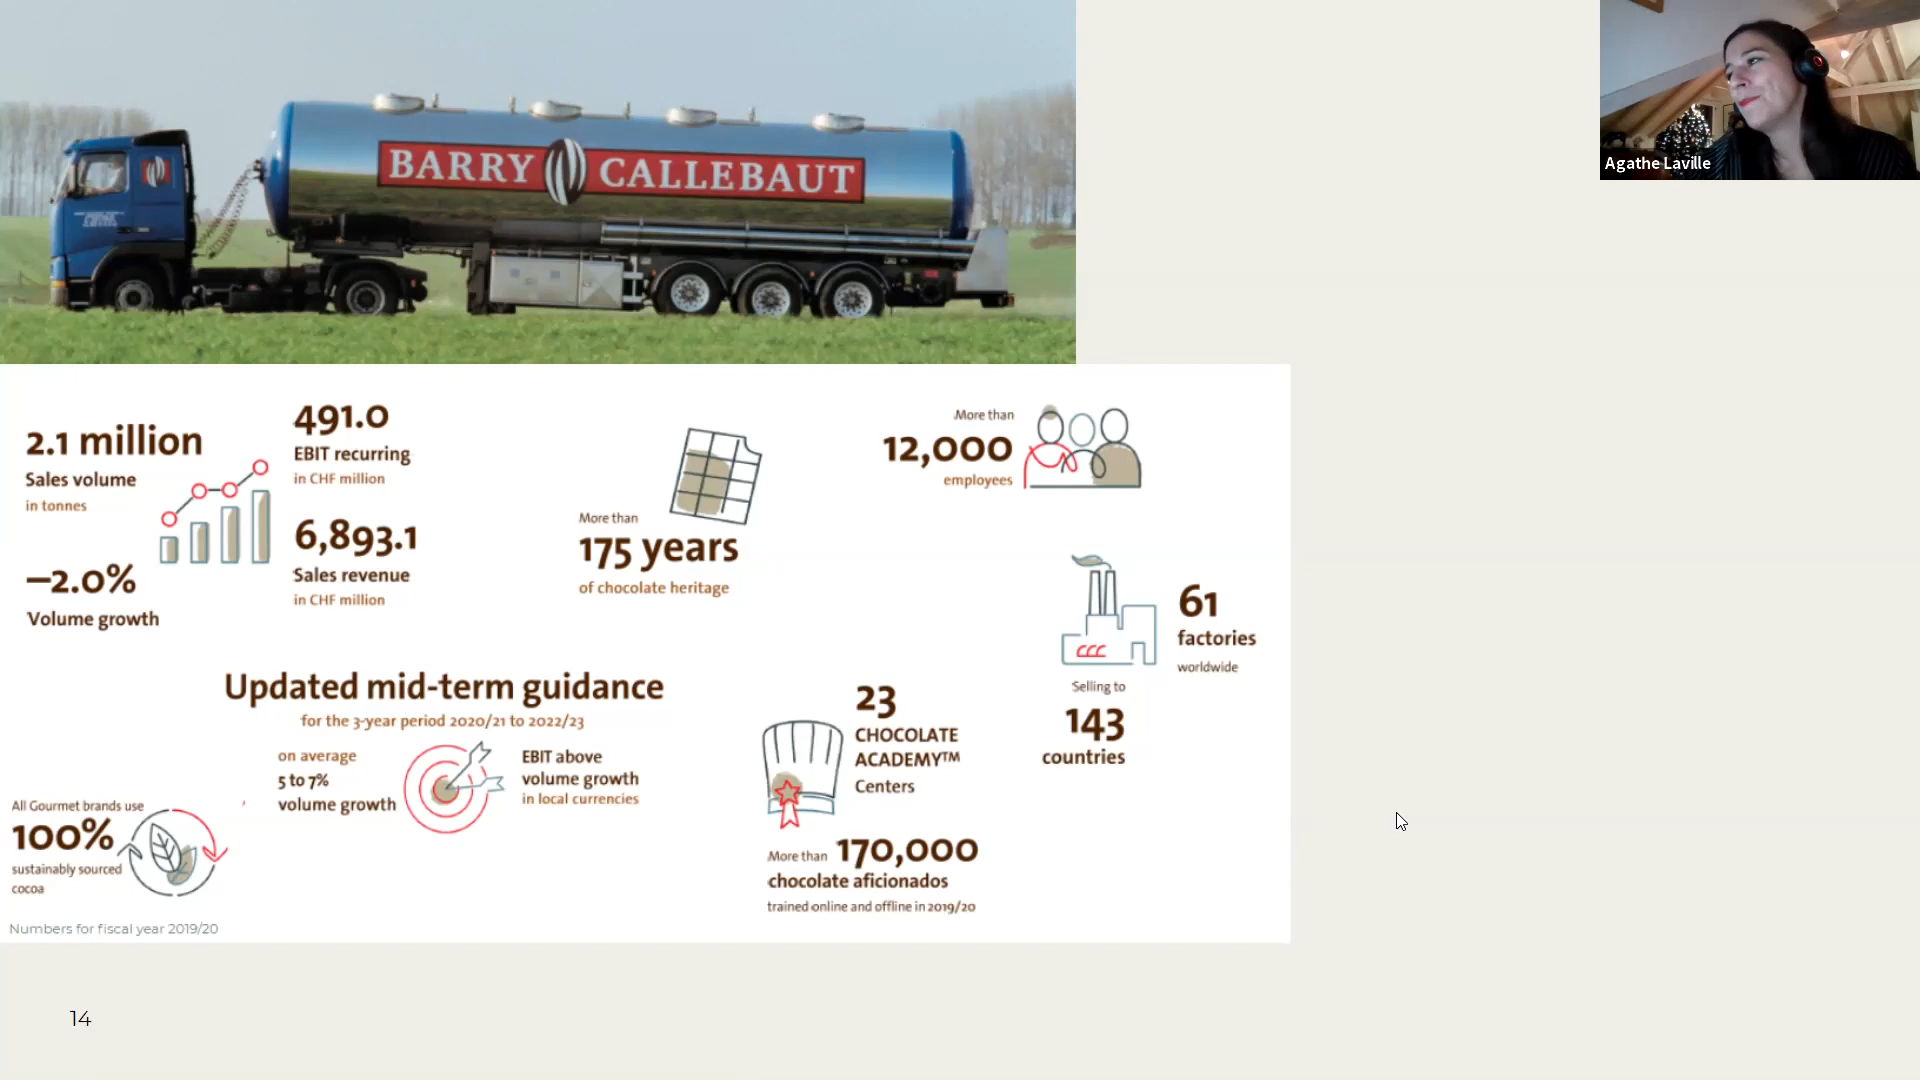 BARRY CALLEBAUT
Agathe Laville
2.1 million
Sales volume
in tonnes
–2.0%
Volume growth
491.0
EBIT recurring
in CHF million
6,893.1
Sales revenue
in CHF million
More than
175 years
of chocolate heritage
More than
12,000
employees
61
factories
worldwide
Selling to
143
countries
Updated mid-term guidance
for the 3-year period 2020/21 to 2022/23
on average
5 to 7%
volume growth
EBIT above
volume growth
in local currencies
23
CHOCOLATE
ACADEMY™
Centers
More than 170,000
chocolate aficionados
trained online and offline in 2019/20
All Gourmet brands use
100%
sustainably sourced
cocoa
Numbers for fiscal year 2019/20
14